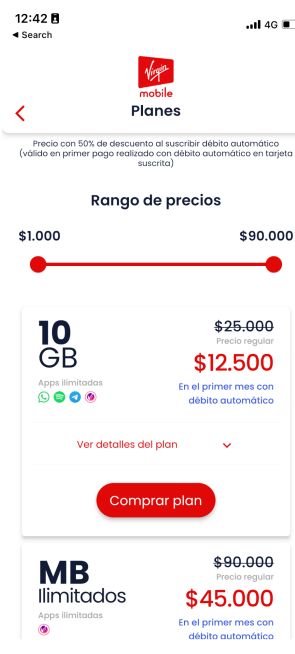 12:42
4G
◀ Search
Virgin
mobile
Planes
Precio con 50% de descuento al suscribir débito automático
(válido en primer pago realizado con débito automático en tarjeta
suscrita)
Rango de precios
$1.000 $90.000
10
GB
Apps ilimitadas
$25.000
Precio regular
$12.500
En el primer mes con
débito automático
Ver detalles del plan
Comprar plan
MB
Ilimitados
Apps ilimitadas
$90.000
Precio regular
$45.000
En el primer mes con
débito automático